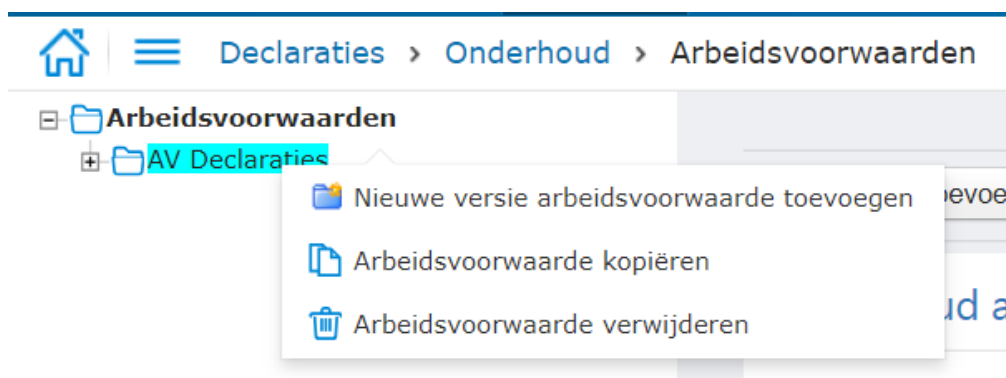 Declaraties > Onderhoud > Arbeidsvoorwaarden
Arbeidsvoorwaarden
AV Declaraties
Nieuwe versie arbeidsvoorwaarde toevoegen
Arbeidsvoorwaarde kopiëren
Arbeidsvoorwaarde verwijderen